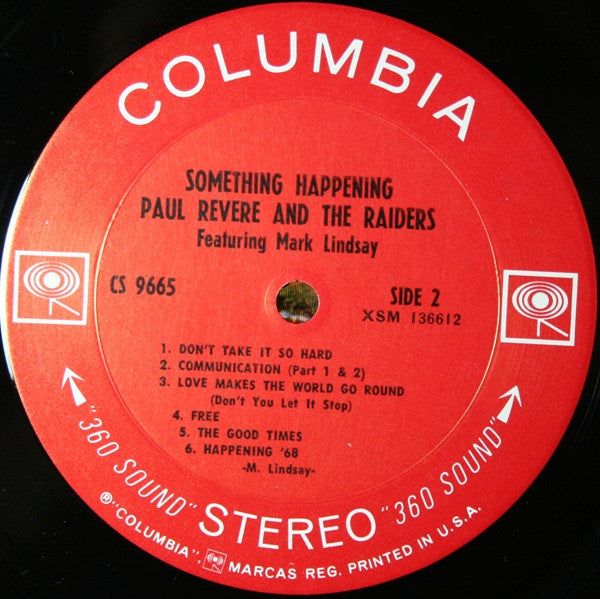 COLUMBIA
SOMETHING HAPPENING
PAUL REVERE AND THE RAIDERS
Featuring Mark Lindsay
CS 9665
SIDE 2
XSM 136612
1. DON'T TAKE IT SO HARD
2. COMMUNICATION (Part 1 & 2)
3. LOVE MAKES THE WORLD GO ROUND
(Don't You Let It Stop)
4. FREE
5. THE GOOD TIMES
6. HAPPENING '68
-M. Lindsay-
"360 SOUND" STEREO "360 SOUND"
® "COLUMBIA", MARCAS REG. PRINTED IN U.S.A.